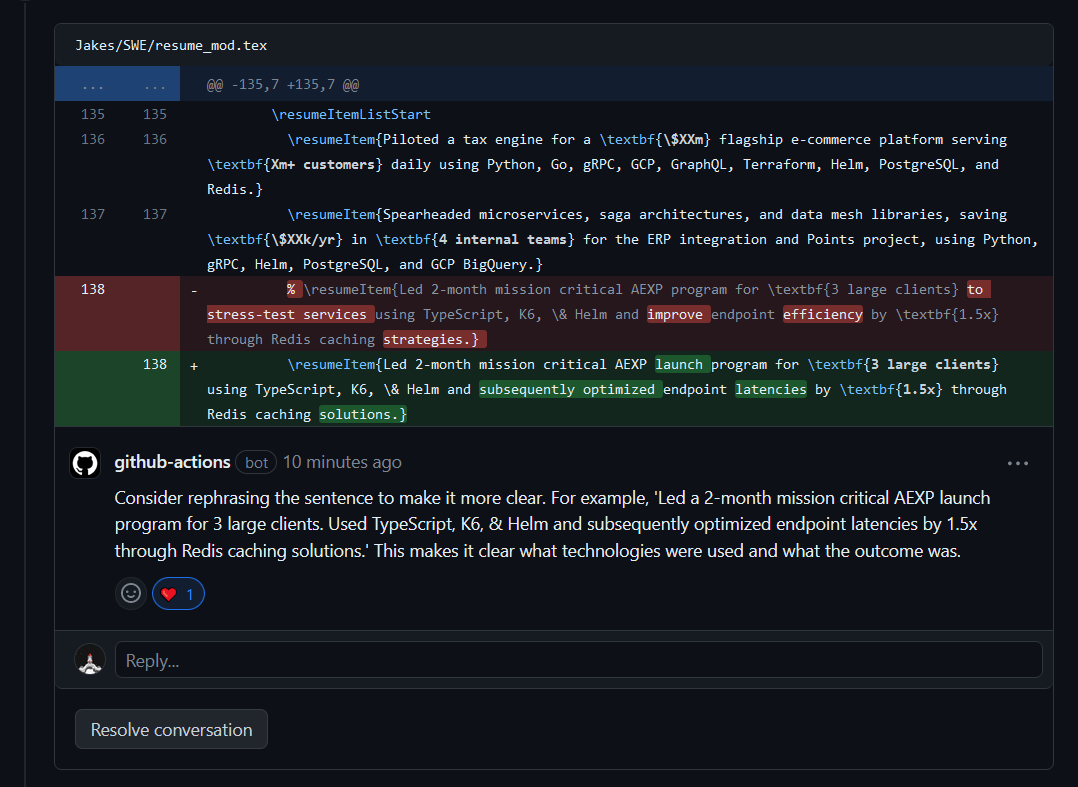 Jakes/SWE/resume_mod.tex
... ... @@ -135,7 +135,7 @@
135 135 \resumeItemListStart
136 136 \resumeItem{Piloted a tax engine for a \textbf{\$XXm} flagship e-commerce platform serving
\textbf{Xm+ customers} daily using Python, Go, gRPC, GCP, GraphQL, Terraform, Helm, PostgreSQL, and
Redis.}
137 137 \resumeItem{Spearheaded microservices, saga architectures, and data mesh libraries, saving
\textbf{\$XXk/yr} in \textbf{4 internal teams} for the ERP integration and Points project, using Python,
gRPC, Helm, PostgreSQL, and GCP BigQuery.}
138 - % \resumeItem{Led 2-month mission critical AEXP program for \textbf{3 large clients} to
stress-test services using TypeScript, K6, \& Helm and improve endpoint efficiency by \textbf{1.5x}
through Redis caching strategies.}
138 + \resumeItem{Led 2-month mission critical AEXP launch program for \textbf{3 large clients}
using TypeScript, K6, \& Helm and subsequently optimized endpoint latencies by \textbf{1.5x} through
Redis caching solutions.}
github-actions bot 10 minutes ago ...
Consider rephrasing the sentence to make it more clear. For example, 'Led a 2-month mission critical AEXP launch
program for 3 large clients. Used TypeScript, K6, & Helm and subsequently optimized endpoint latencies by 1.5x
through Redis caching solutions.' This makes it clear what technologies were used and what the outcome was.
1
Reply...
Resolve conversation